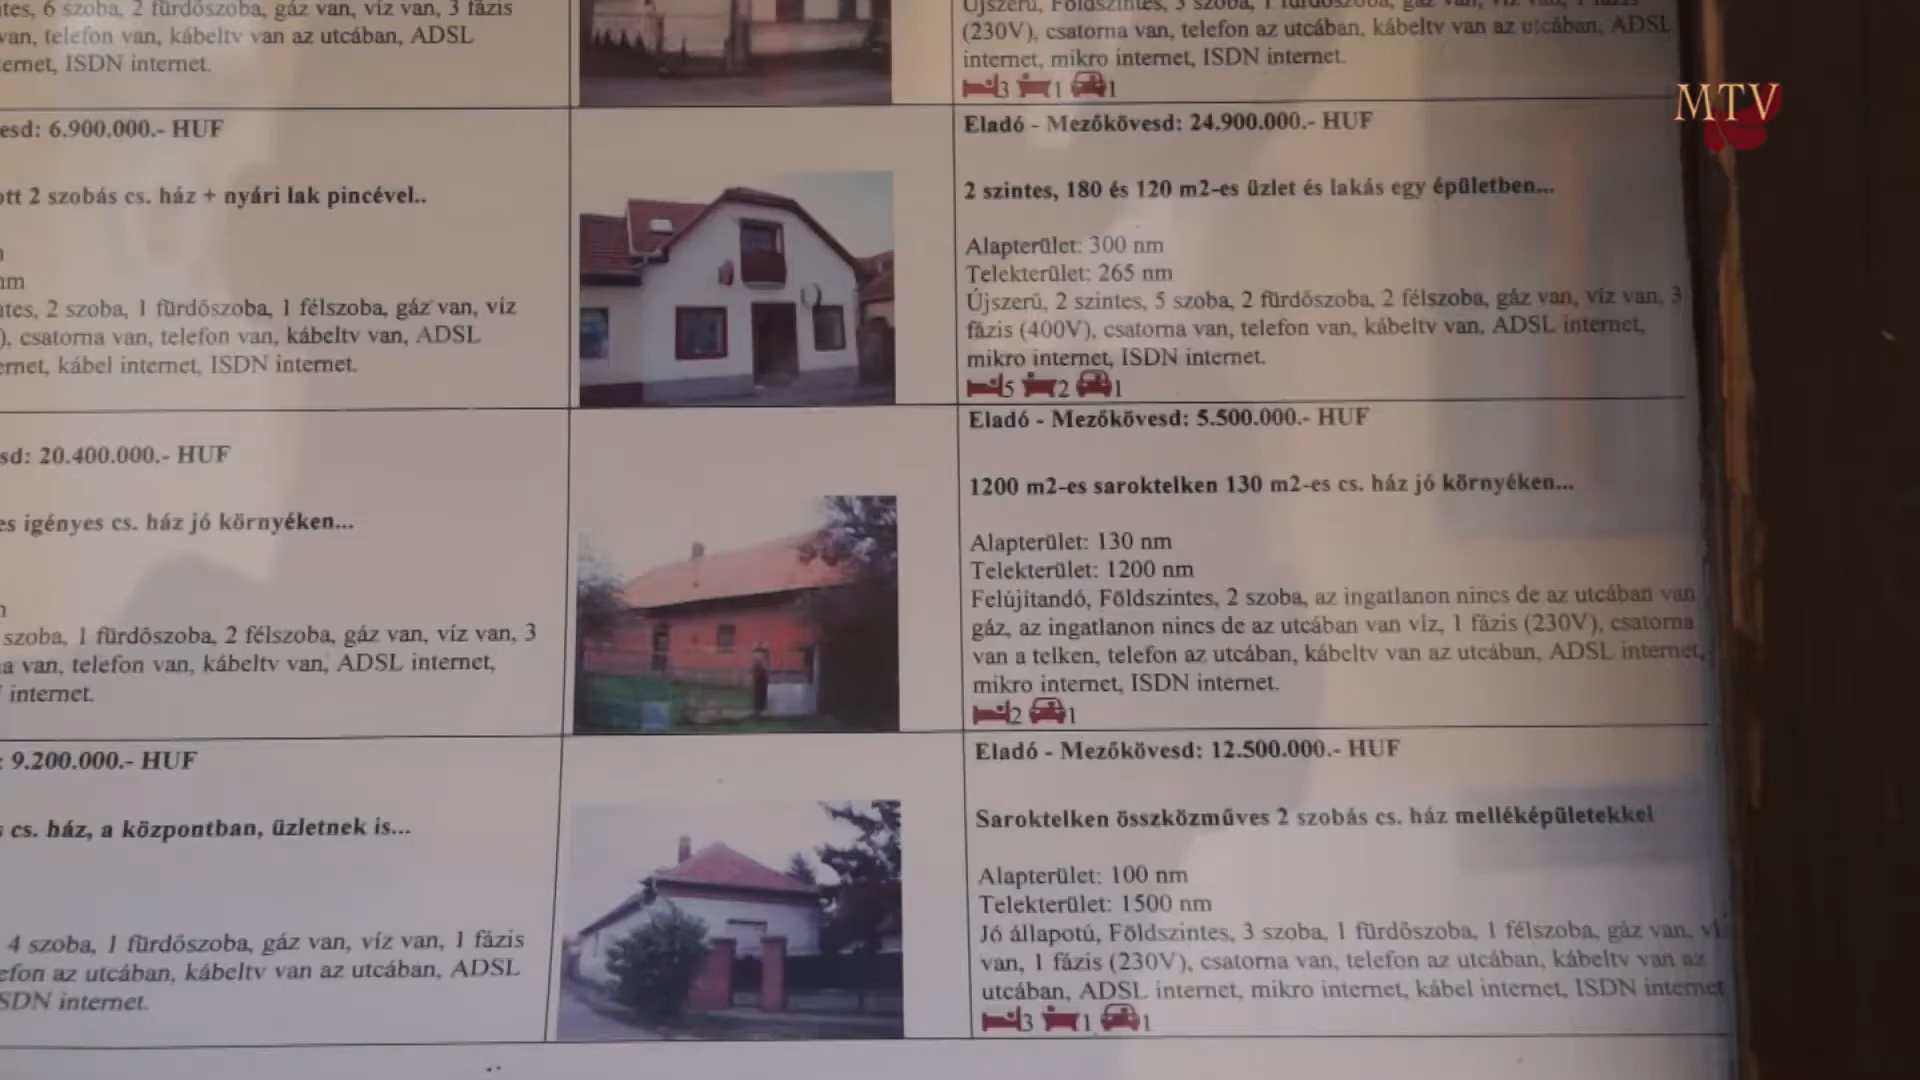 tes, 6 szoba, 2 fürdőszoba, gáz van, víz van, 3 fázis
van, telefon van, kábeltv van az utcában, ADSL
ernet, ISDN internet.
esd: 6.900.000.- HUF
ott 2 szobás cs. ház + nyári lak pincével..
nm
tes, 2 szoba, 1 fürdőszoba, 1 félszoba, gáz van, víz
), csatorna van, telefon van, kábeltv van, ADSL
ernet, kábel internet, ISDN internet.
sd: 20.400.000.- HUF
es igényes cs. ház jó környéken...
szoba, 1 fürdőszoba, 2 félszoba, gáz van, víz van, 3
a van, telefon van, kábeltv van, ADSL internet,
internet.
: 9.200.000.- HUF
s cs. ház, a központban, üzletnek is...
4 szoba, 1 fürdőszoba, gáz van, víz van, 1 fázis
efon az utcában, kábeltv van az utcában, ADSL
SDN internet.
Újszerű, Földszintes, 3 szoba, 1 fürdőszoba, gáz van, víz van, 1 fázis
(230V), csatorna van, telefon az utcában, kábeltv van az utcában, ADSL
internet, mikro internet, ISDN internet.
3 1 1
Eladó - Mezőkövesd: 24.900.000.- HUF
2 szintes, 180 és 120 m2-es üzlet és lakás egy épületben...
Alapterület: 300 nm
Telekterület: 265 nm
Újszerű, 2 szintes, 5 szoba, 2 fürdőszoba, 2 félszoba, gáz van, víz van, 3
fázis (400V), csatorna van, telefon van, kábeltv van, ADSL internet,
mikro internet, ISDN internet.
5 2 1
Eladó - Mezőkövesd: 5.500.000.- HUF
1200 m2-es saroktelken 130 m2-es cs. ház jó környéken...
Alapterület: 130 nm
Telekterület: 1200 nm
Felújítandó, Földszintes, 2 szoba, az ingatlanon nincs de az utcában van
gáz, az ingatlanon nincs de az utcában van víz, 1 fázis (230V), csatorna
van a telken, telefon az utcában, kábeltv van az utcában, ADSL internet,
mikro internet, ISDN internet.
2 1
Eladó - Mezőkövesd: 12.500.000.- HUF
Saroktelken összközműves 2 szobás cs. ház melléképületekkel
Alapterület: 100 nm
Telekterület: 1500 nm
Jó állapotú, Földszintes, 3 szoba, 1 fürdőszoba, 1 félszoba, gáz van, ví
van, 1 fázis (230V), csatorna van, telefon az utcában, kábeltv van az
utcában, ADSL internet, mikro internet, kábel internet, ISDN internet
3 1 1
MTV